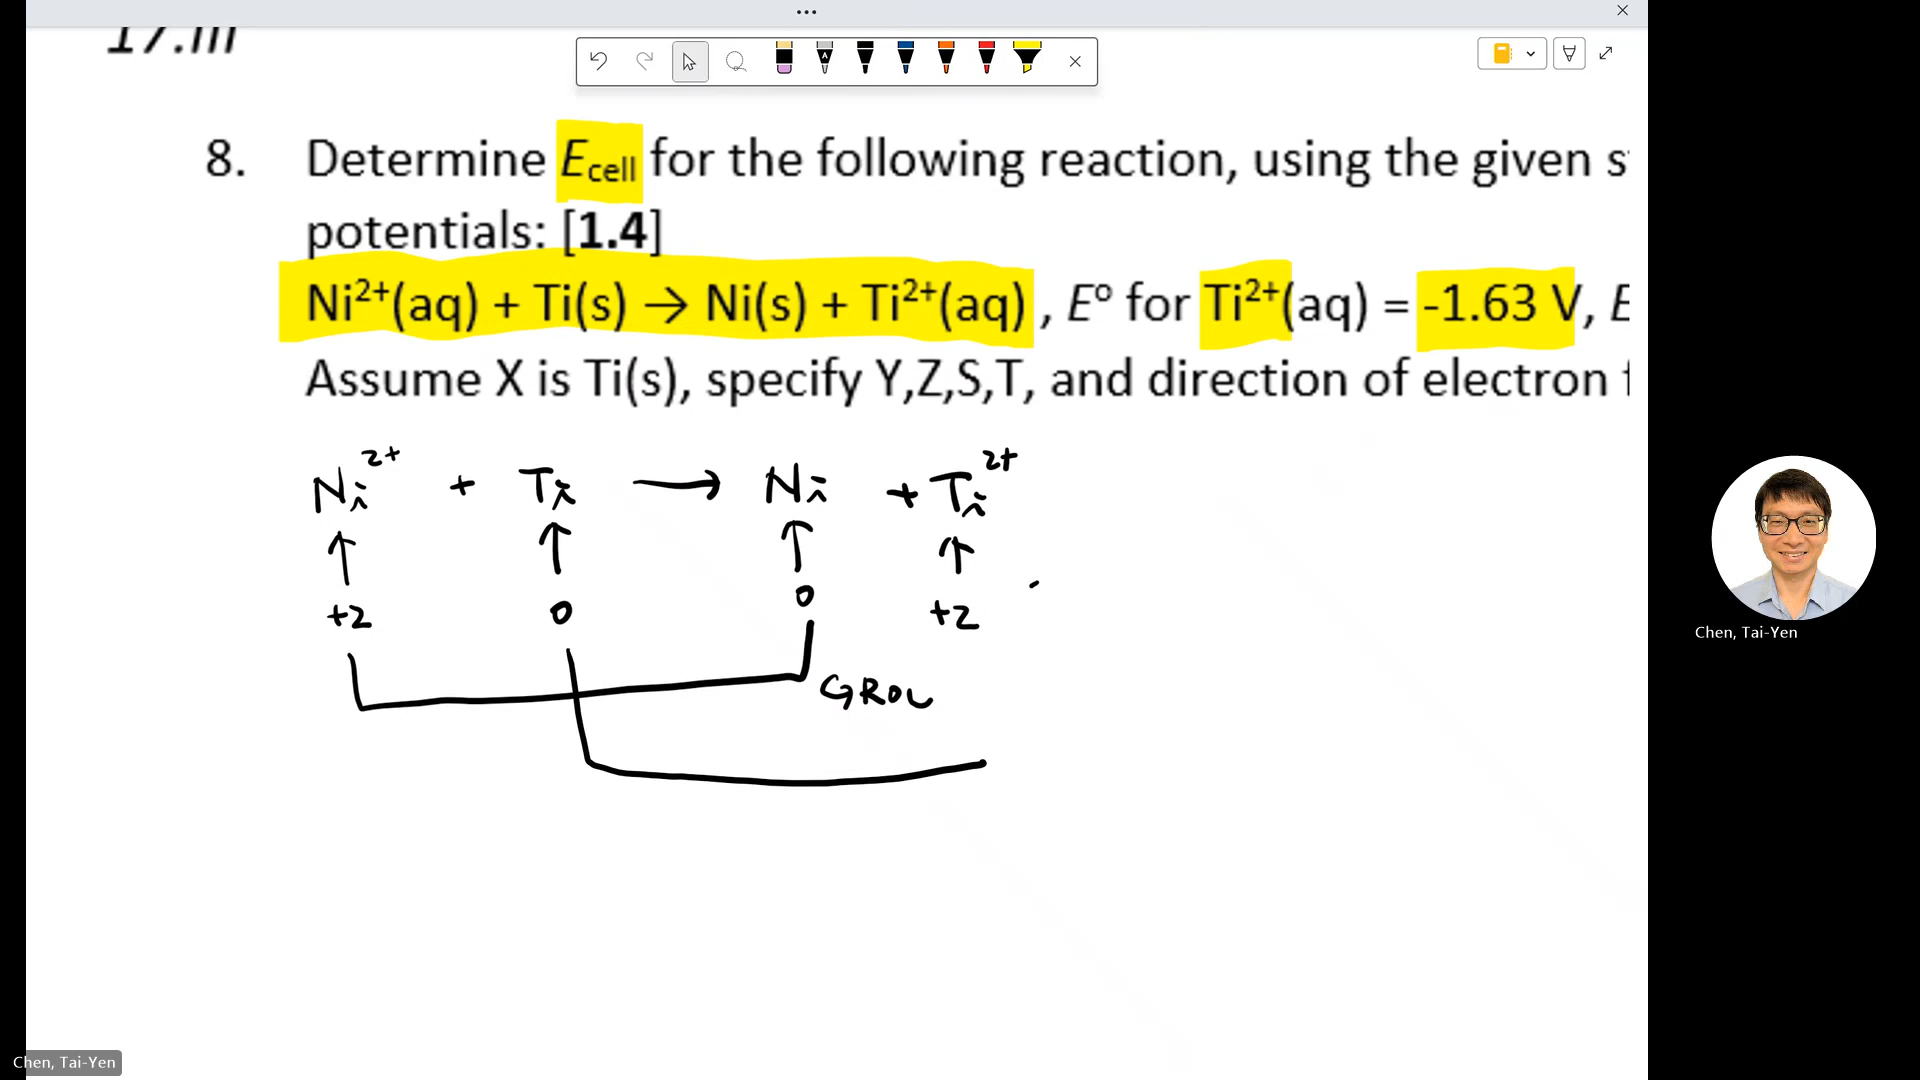 17.III
8. Determine Ecell for the following reaction, using the given s
potentials: [1.4]
Ni²⁺(aq) + Ti(s) → Ni(s) + Ti²⁺(aq) , Eº for Ti²⁺(aq) = -1.63 V, E
Assume X is Ti(s), specify Y,Z,S,T, and direction of electron
Ni²⁺ + Ti → Ni + Ti²⁺
↑ ↑ ↑ ↑
+2 0 0 +2
GROC
Chen, Tai-Yen
Chen, Tai-Yen